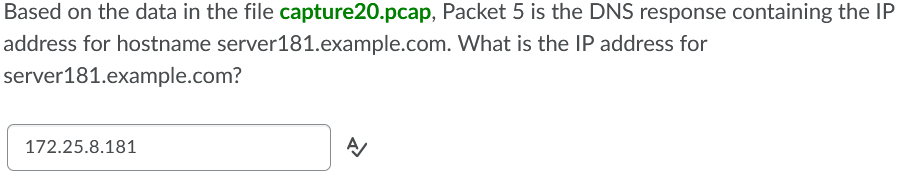 Based on the data in the file capture20.pcap, Packet 5 is the DNS response containing the IP
address for hostname server181.example.com. What is the IP address for
server181.example.com?
172.25.8.181